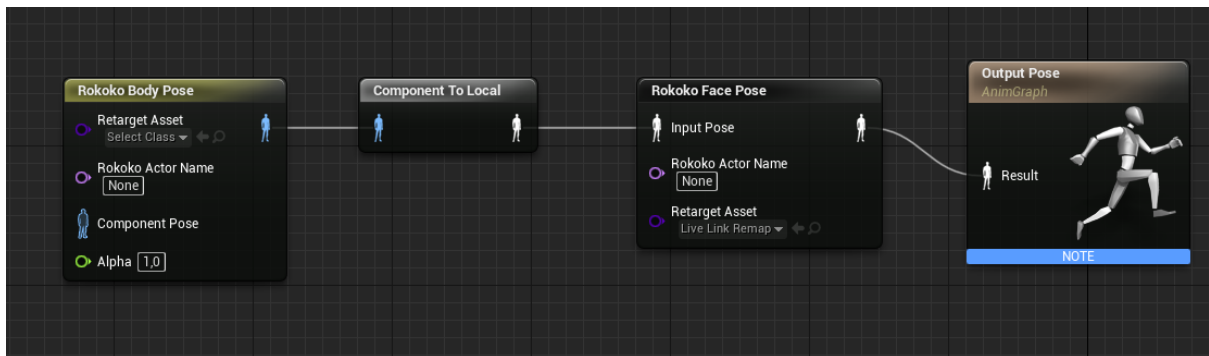 Rokoko Body Pose
Retarget Asset
Select Class
Rokoko Actor Name
None
Component Pose
Alpha 1,0
Component To Local
Rokoko Face Pose
Input Pose
Rokoko Actor Name
None
Retarget Asset
Live Link Remap
Output Pose
AnimGraph
Result
NOTE